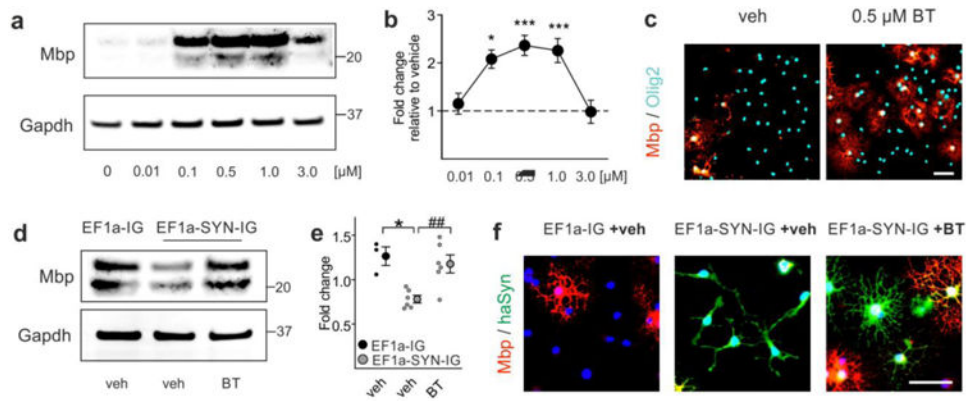 a
Mbp
20
Gapdh
37
0 0.01 0.1 0.5 1.0 3.0 [µM]
b
Fold change
relative to vehicle
3
2
1
* *** ***
0.01 0.1 0.5 1.0 3.0 [µM]
c
veh 0.5 µM BT
Mbp / Olig2
d
EF1a-IG EF1a-SYN-IG
Mbp
20
Gapdh
37
veh veh BT
e
Fold change
1.5
1.0
0.5
* ##
EF1a-IG
EF1a-SYN-IG
veh veh BT
f
EF1a-IG +veh EF1a-SYN-IG +veh EF1a-SYN-IG +BT
Mbp / haSyn